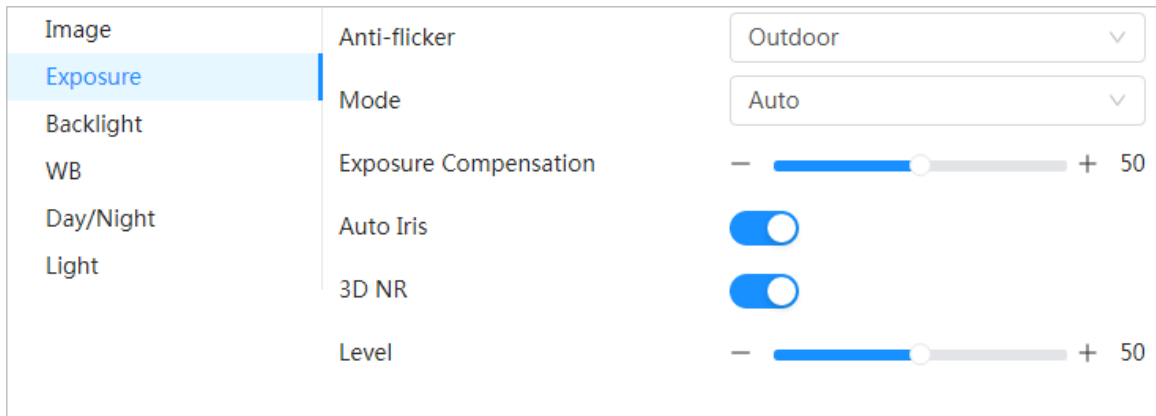 Image
Exposure
Backlight
WB
Day/Night
Light
Anti-flicker Outdoor
Mode Auto
Exposure Compensation − + 50
Auto Iris
3D NR
Level − + 50